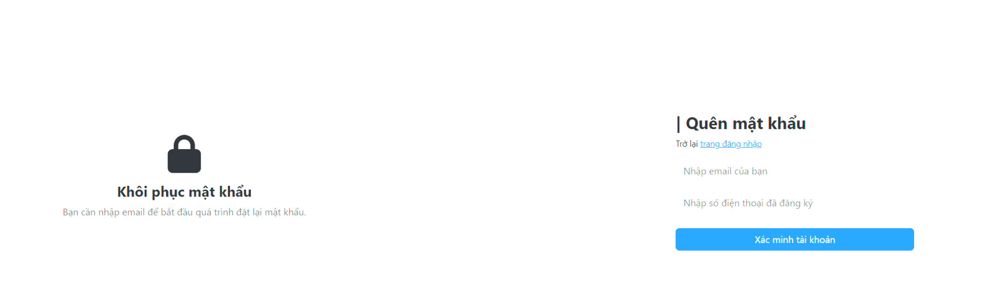 Khôi phục mật khẩu
Bạn cần nhập email để bắt đầu quá trình đặt lại mật khẩu.
| Quên mật khẩu
Trở lại trang đăng nhập
Nhập email của bạn
Nhập số điện thoại đã đăng ký
Xác minh tài khoản